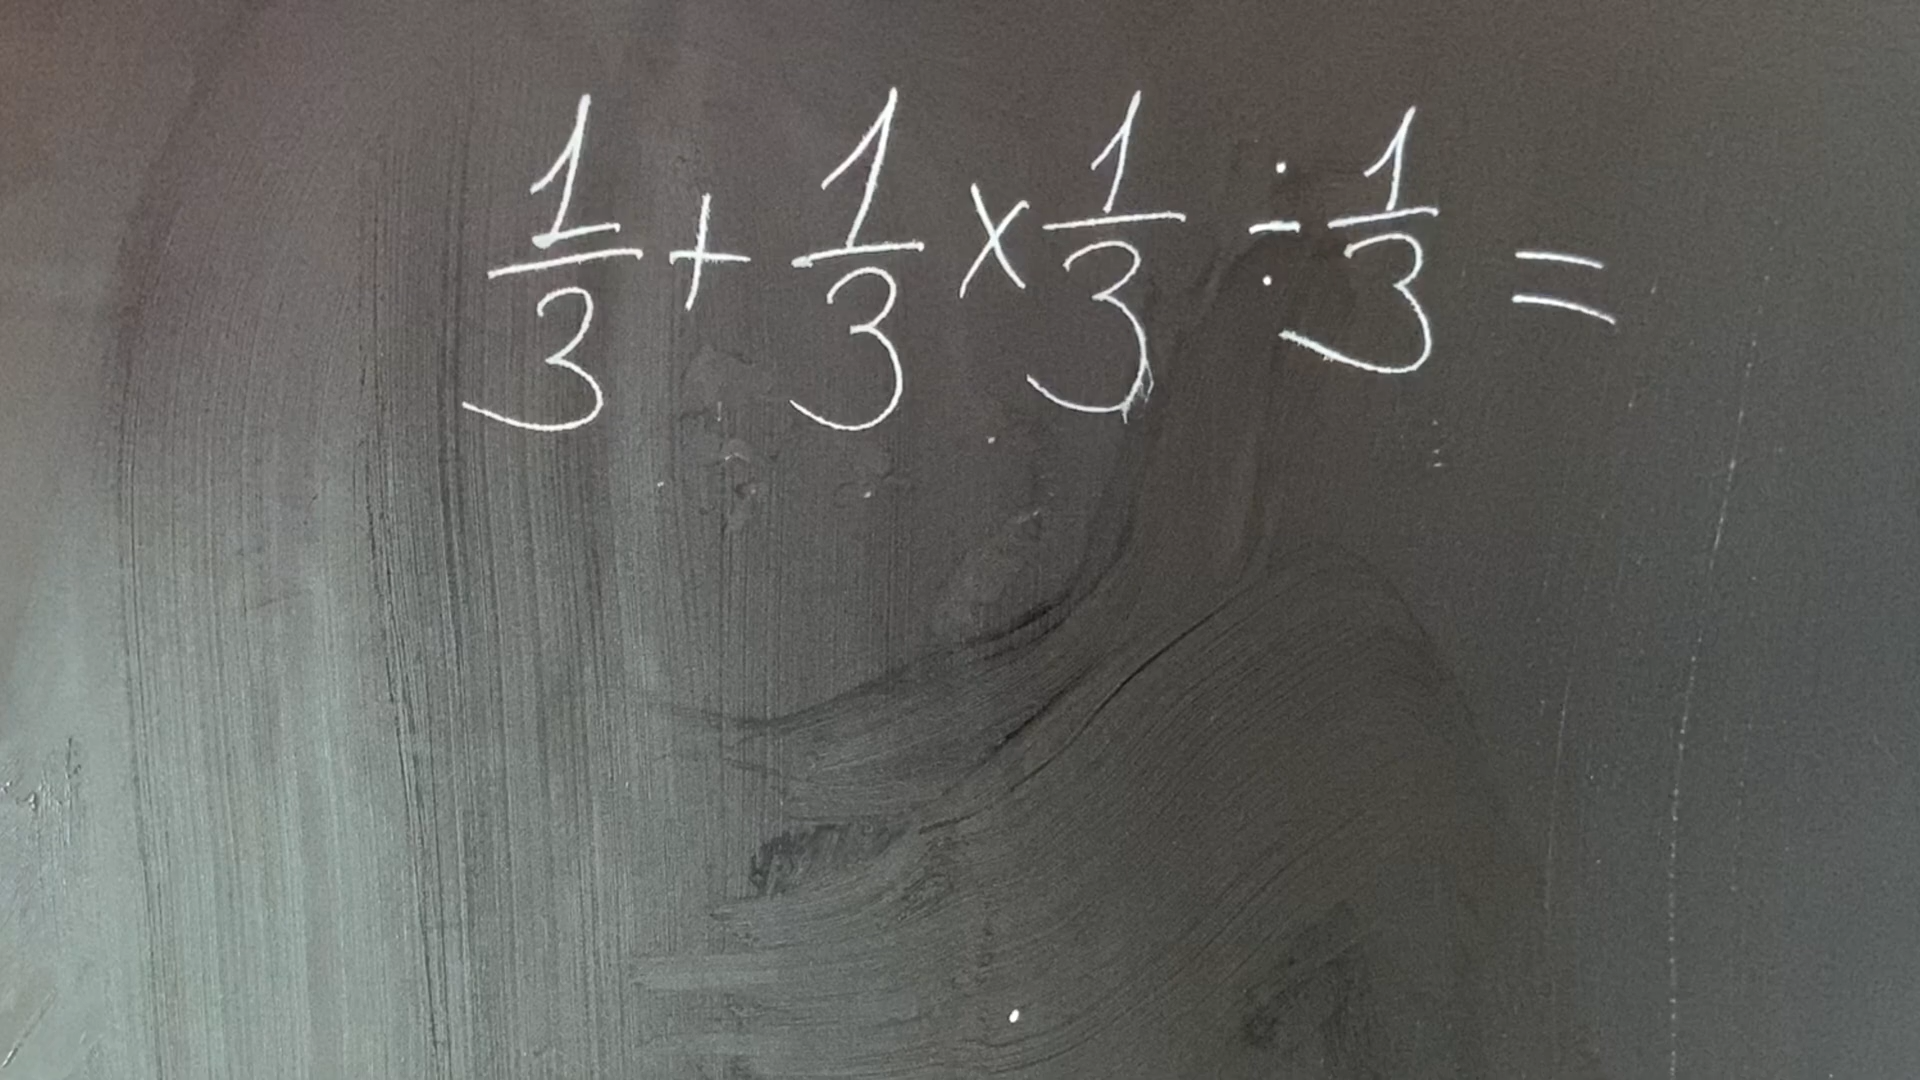 1/3 + 1/3 × 1/3 ÷ 1/3 =